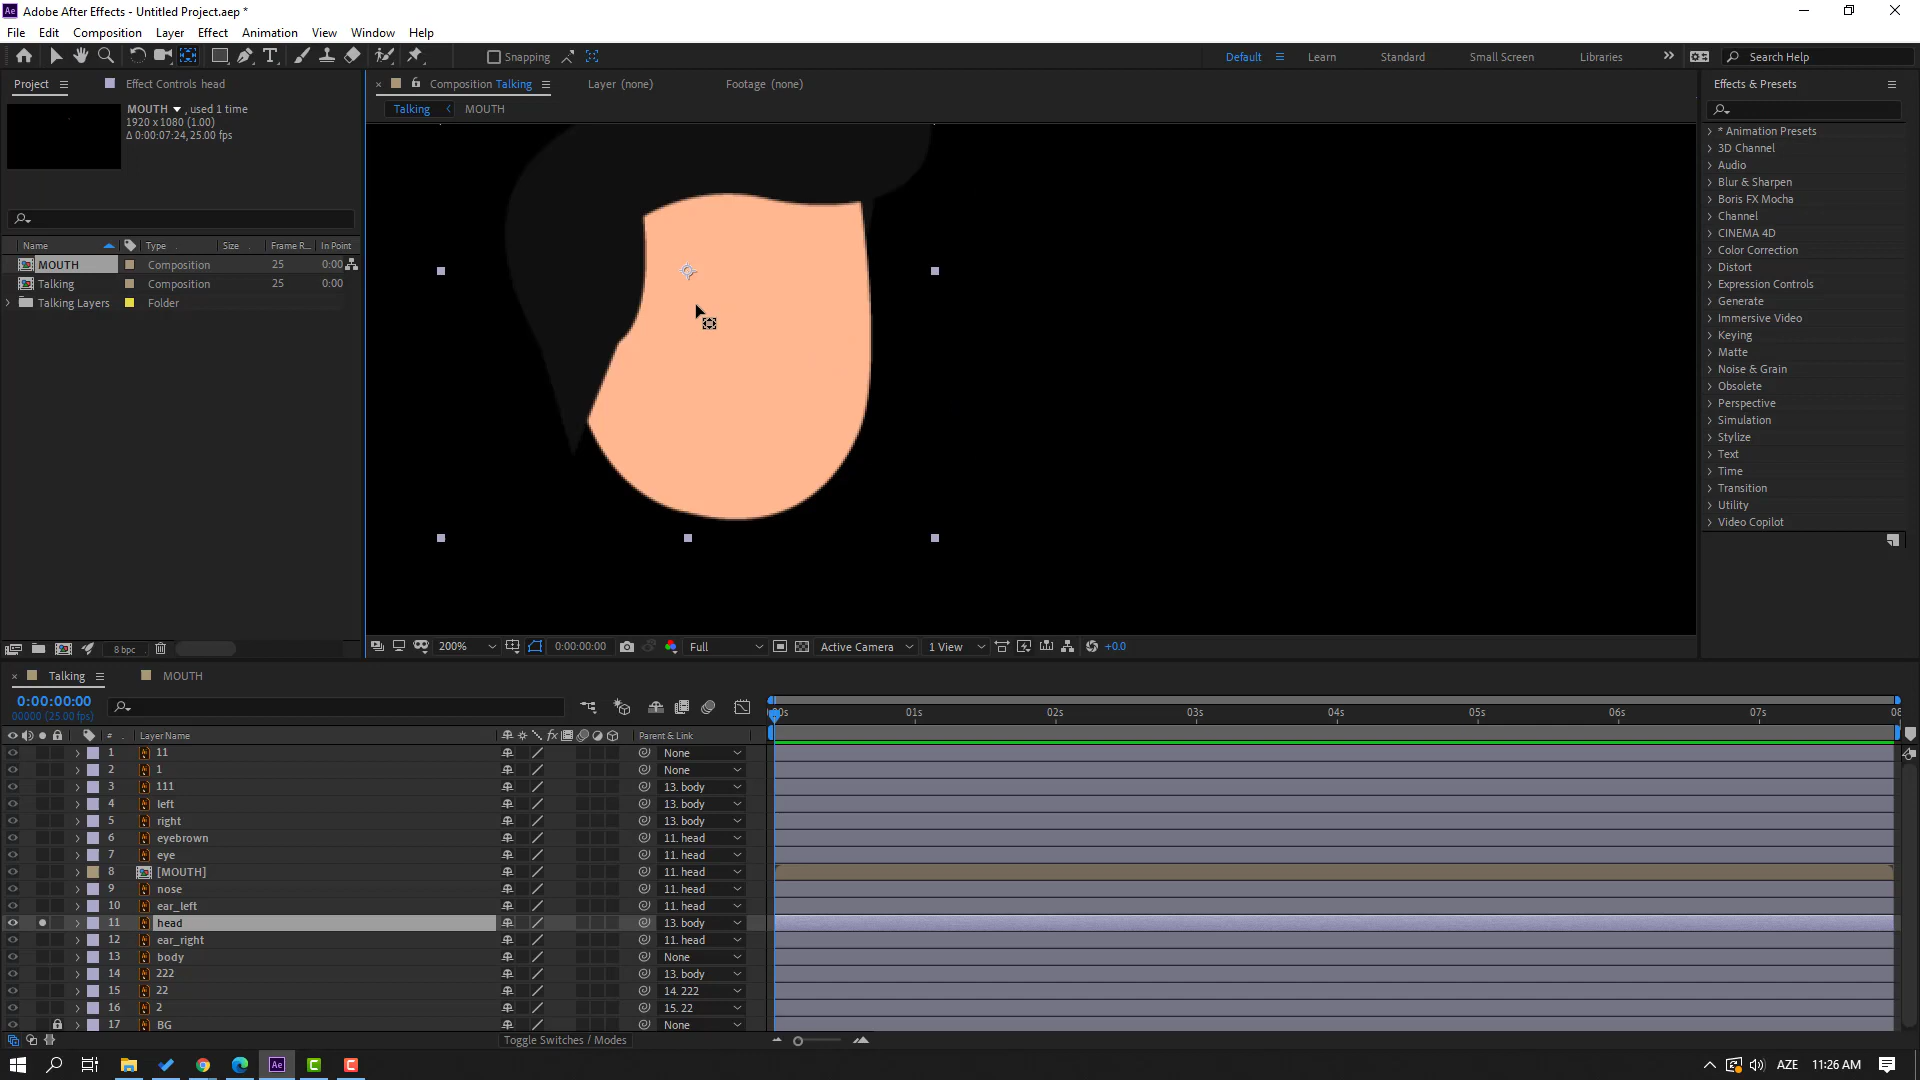 Ae Adobe After Effects - Untitled Project.aep *
File Edit Composition Layer Effect Animation View Window Help
Snapping Default Learn Standard Small Screen Libraries Search Help
Project Effect Controls head Composition Talking Layer (none) Footage (none) Effects & Presets
MOUTH , used 1 time
1920 x 1080 (1.00)
Δ 0:00:07:24, 25.00 fps
Talking MOUTH
Name Type Size Frame R... In Point
MOUTH Composition 25 0:00
Talking Composition 25 0:00
Talking Layers Folder
* Animation Presets
3D Channel
Audio
Blur & Sharpen
Boris FX Mocha
Channel
CINEMA 4D
Color Correction
Distort
Expression Controls
Generate
Immersive Video
Keying
Matte
Noise & Grain
Obsolete
Perspective
Simulation
Stylize
Text
Time
Transition
Utility
Video Copilot
8 bpc 200% 0:00:00:00 Full Active Camera 1 View +0.0
Talking MOUTH
0:00:00:00
00000 (25.00 fps)
00s 01s 02s 03s 04s 05s 06s 07s 08
# Layer Name fx Parent & Link
1 11 None
2 1 None
3 111 13. body
4 left 13. body
5 right 13. body
6 eyebrown 11. head
7 eye 11. head
8 [MOUTH] 11. head
9 nose 11. head
10 ear_left 11. head
11 head 13. body
12 ear_right 11. head
13 body None
14 222 13. body
15 22 14. 222
16 2 15. 22
17 BG None
Toggle Switches / Modes
Ae AZE 11:26 AM